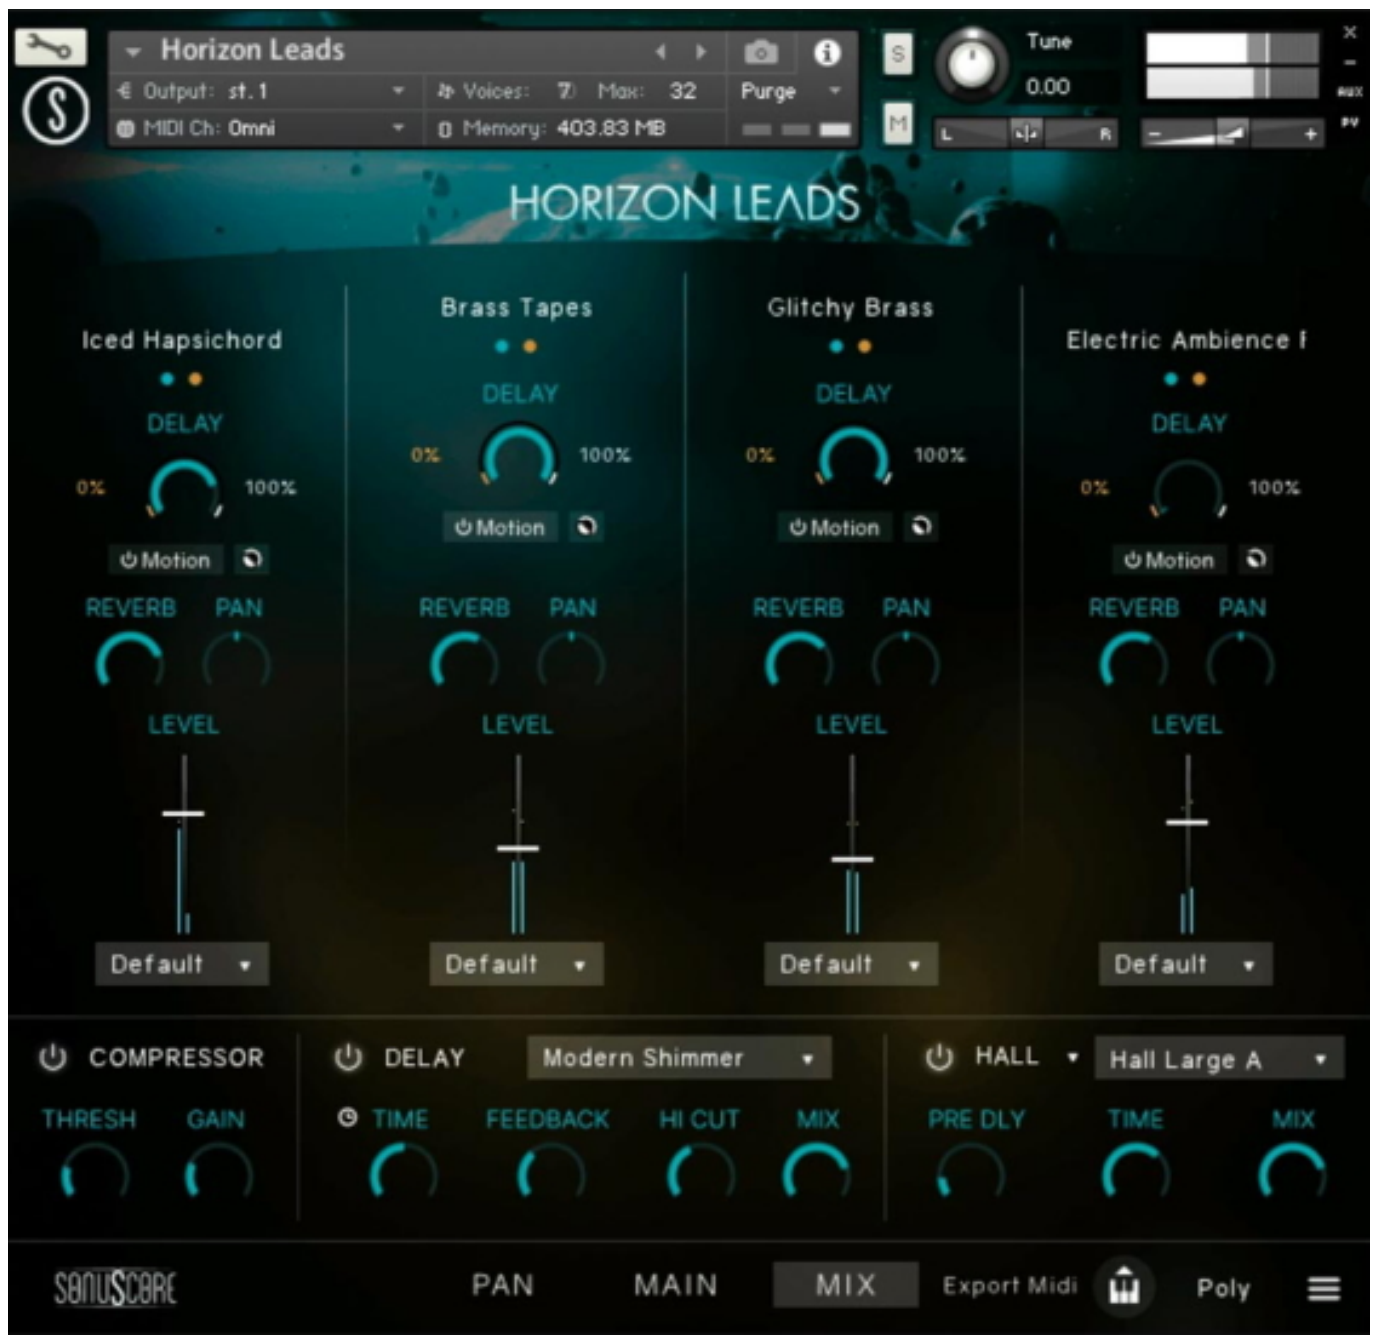 Horizon Leads
S
Tune
0.00
Output: st.1
Voices: 7 Max: 32
Purge
AUX
MIDI Ch: Omni
Memory: 403.83 MB
M
L R
- +
PV
HORIZON LEADS
Brass Tapes
Glitchy Brass
Iced Hapsichord
Electric Ambience F
DELAY
DELAY
DELAY
DELAY
0% 100%
0% 100%
0% 100%
0% 100%
Motion
Motion
Motion
Motion
REVERB PAN
REVERB PAN
REVERB PAN
REVERB PAN
LEVEL
LEVEL
LEVEL
LEVEL
Default
Default
Default
Default
COMPRESSOR
DELAY
Modern Shimmer
HALL
Hall Large A
THRESH GAIN
TIME FEEDBACK HI CUT MIX
PRE DLY TIME MIX
SONUSCORE
PAN MAIN MIX Export Midi Poly